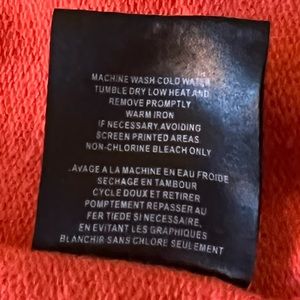 MACHINE WASH COLD WATER
TUMBLE DRY LOW HEAT AND
REMOVE PROMPTLY
WARM IRON
IF NECESSARY, AVOIDING
SCREEN PRINTED AREAS
NON-CHLORINE BLEACH ONLY
LAVAGE A LA MACHINE EN EAU FROIDE
SECHAGE EN TAMBOUR
CYCLE DOUX ET RETIRER
POMPTEMENT REPASSER AU
FER TIEDE SI NECESSAIRE,
EN EVITANT LES GRAPHIQUES
BLANCHIR SANS CHLORE SEULEMENT